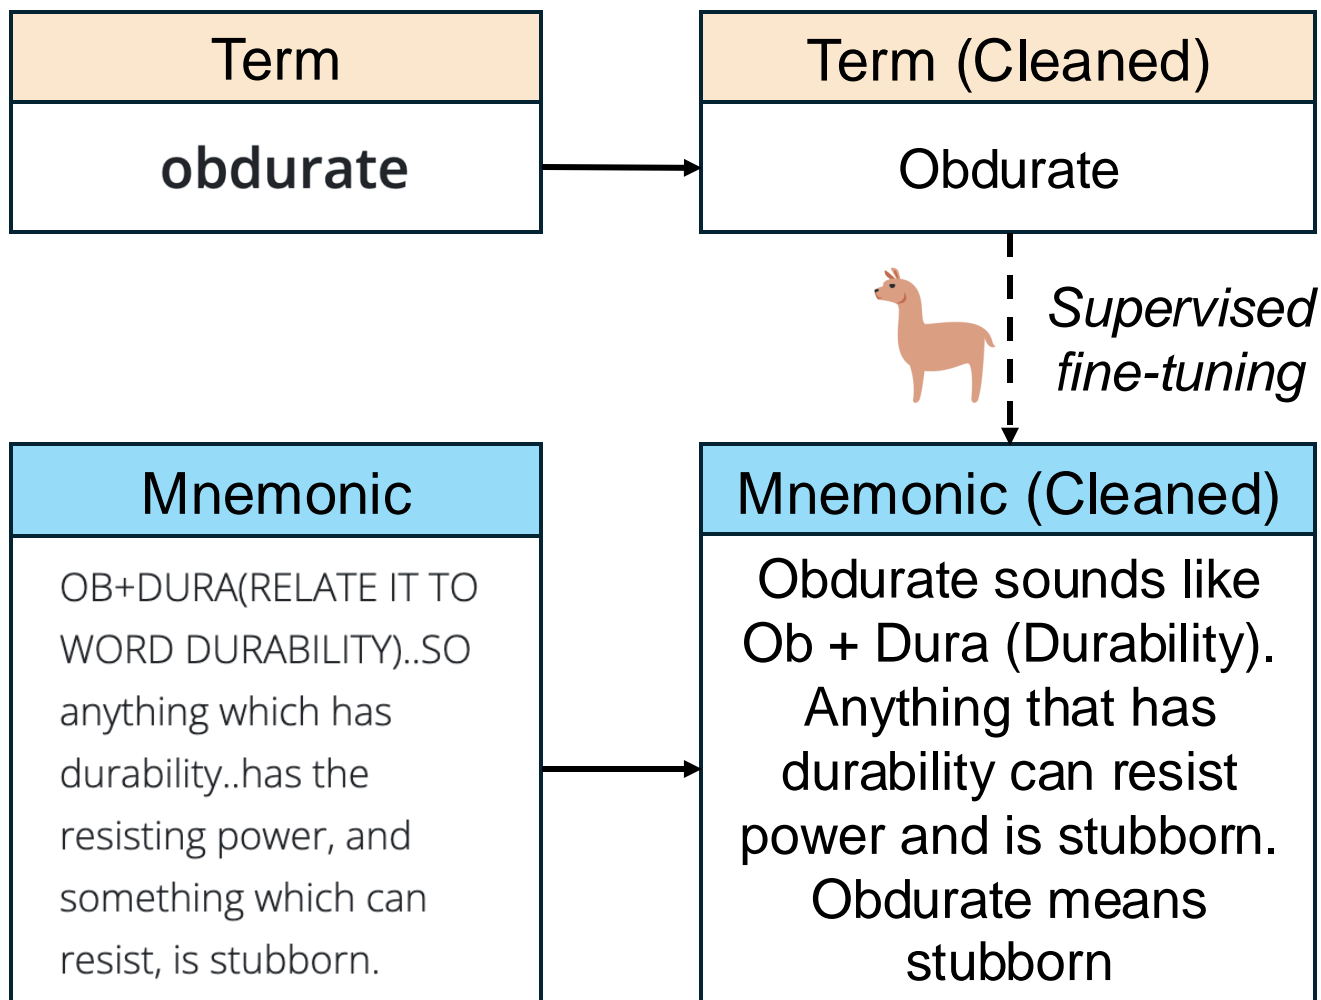 Term
obdurate
Term (Cleaned)
Obdurate
Supervised
fine-tuning
Mnemonic
OB+DURA(RELATE IT TO
WORD DURABILITY)..SO
anything which has
durability..has the
resisting power, and
something which can
resist, is stubborn.
Mnemonic (Cleaned)
Obdurate sounds like
Ob + Dura (Durability).
Anything that has
durability can resist
power and is stubborn.
Obdurate means
stubborn